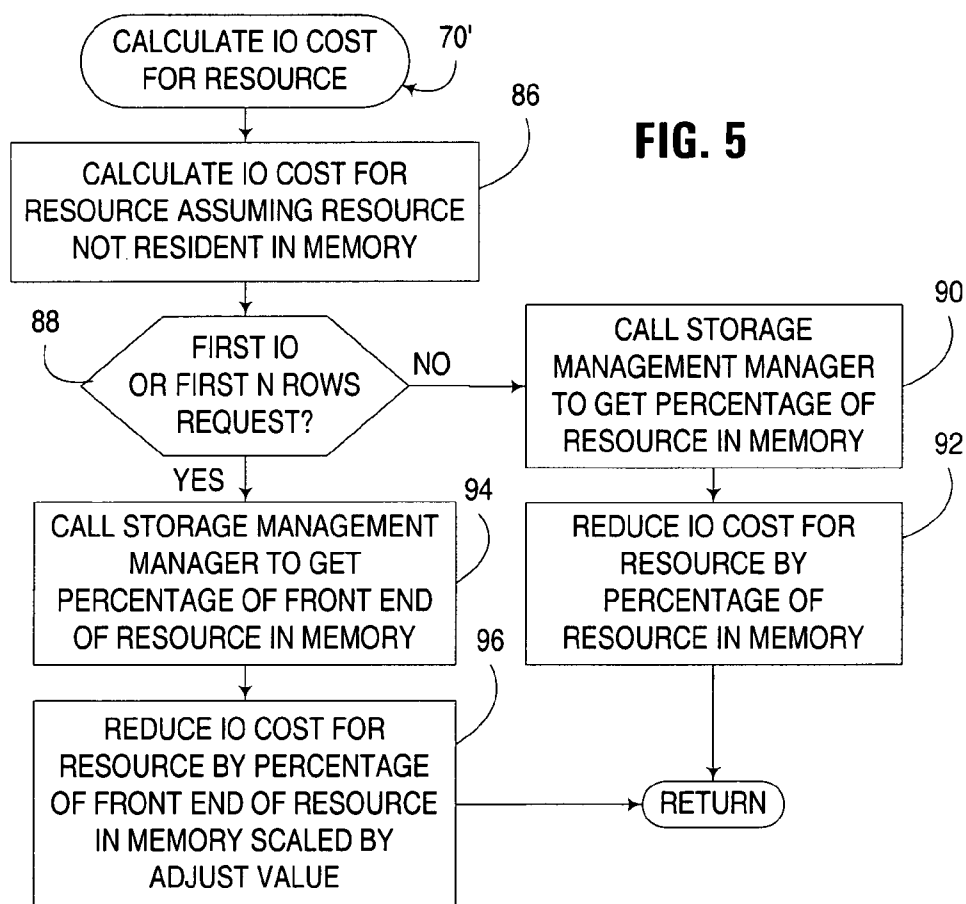 CALCULATE IO COST
FOR RESOURCE
70'
86
FIG. 5
CALCULATE IO COST FOR
RESOURCE ASSUMING RESOURCE
NOT RESIDENT IN MEMORY
88
FIRST IO
OR FIRST N ROWS
REQUEST?
NO
YES
90
CALL STORAGE
MANAGEMENT MANAGER
TO GET PERCENTAGE OF
RESOURCE IN MEMORY
92
REDUCE IO COST FOR
RESOURCE BY
PERCENTAGE OF
RESOURCE IN MEMORY
94
CALL STORAGE MANAGEMENT
MANAGER TO GET
PERCENTAGE OF FRONT END
OF RESOURCE IN MEMORY
96
REDUCE IO COST FOR
RESOURCE BY PERCENTAGE
OF FRONT END OF RESOURCE
IN MEMORY SCALED BY
ADJUST VALUE
RETURN